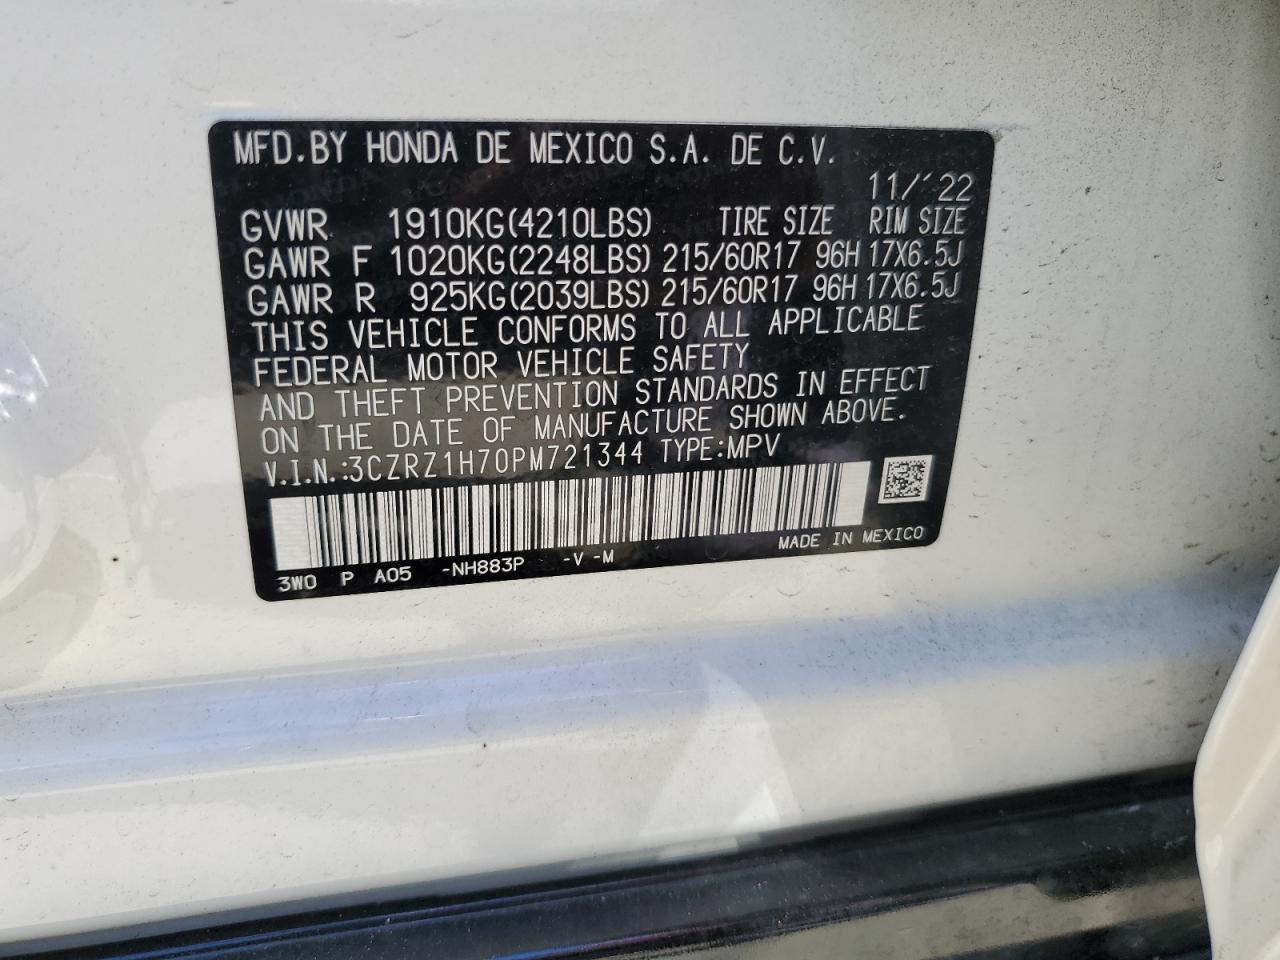 MFD.BY HONDA DE MEXICO S.A. DE C.V.
11/'22
GVWR 1910KG(4210LBS) TIRE SIZE RIM SIZE
GAWR F 1020KG(2248LBS) 215/60R17 96H 17X6.5J
GAWR R 925KG(2039LBS) 215/60R17 96H 17X6.5J
THIS VEHICLE CONFORMS TO ALL APPLICABLE
FEDERAL MOTOR VEHICLE SAFETY
AND THEFT PREVENTION STANDARDS IN EFFECT
ON THE DATE OF MANUFACTURE SHOWN ABOVE.
V.I.N.:3CZRZ1H70PM721344 TYPE:MPV
MADE IN MEXICO
3W0 P A05 -NH883P -V -M